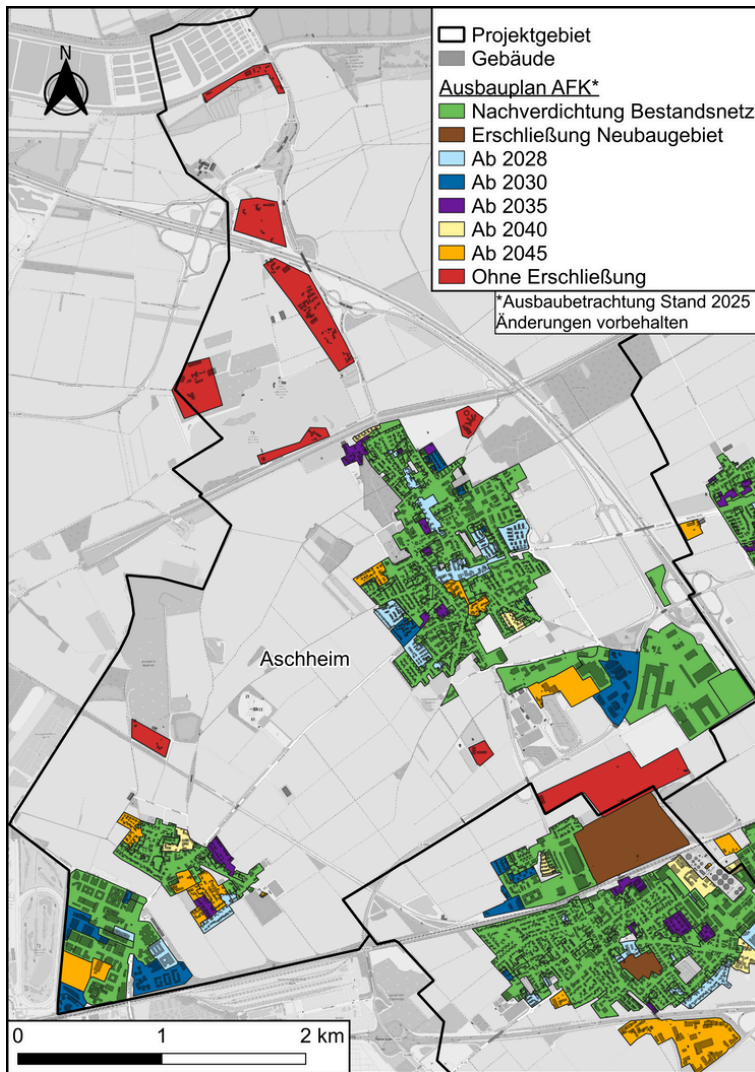 N
Projektgebiet
Gebäude
Ausbauplan AFK*
Nachverdichtung Bestandsnetz
Erschließung Neubaugebiet
Ab 2028
Ab 2030
Ab 2035
Ab 2040
Ab 2045
Ohne Erschließung
*Ausbaubetrachtung Stand 2025
Änderungen vorbehalten
Aschheim
0 1 2 km